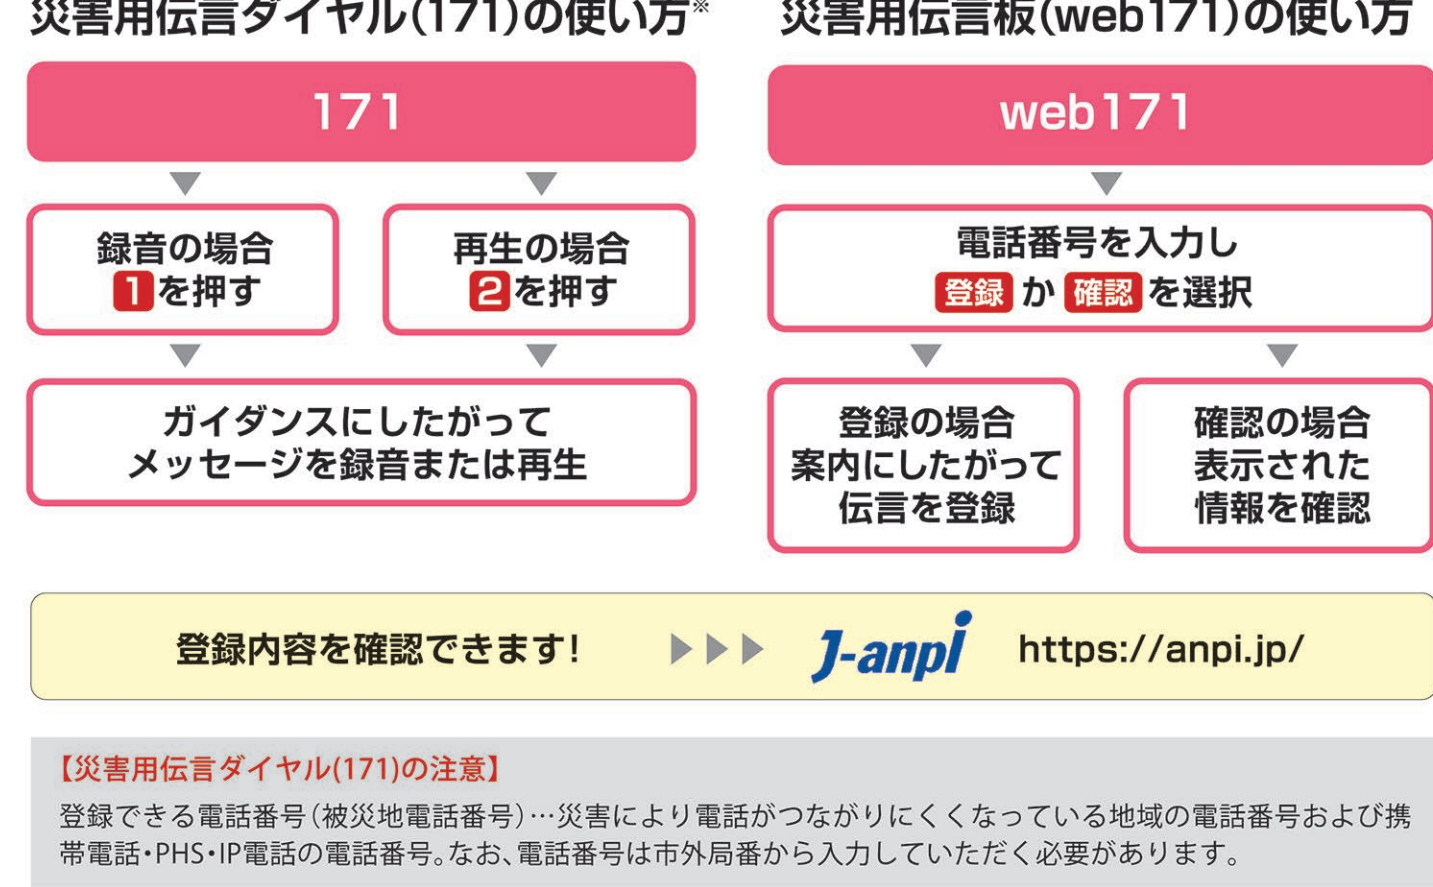 災害用伝言ダイヤル(171)の使い方※
171
録音の場合
1を押す
再生の場合
2を押す
ガイダンスにしたがって
メッセージを録音または再生
災害用伝言板(web171)の使い方
web171
電話番号を入力し
登録 か 確認 を選択
登録の場合
案内にしたがって
伝言を登録
確認の場合
表示された
情報を確認
登録内容を確認できます! J-anpi https://anpi.jp/
【災害用伝言ダイヤル(171)の注意】
登録できる電話番号(被災地電話番号)…災害により電話がつながりにくくなっている地域の電話番号および携
帯電話・PHS・IP電話の電話番号。なお、電話番号は市外局番から入力していただく必要があります。